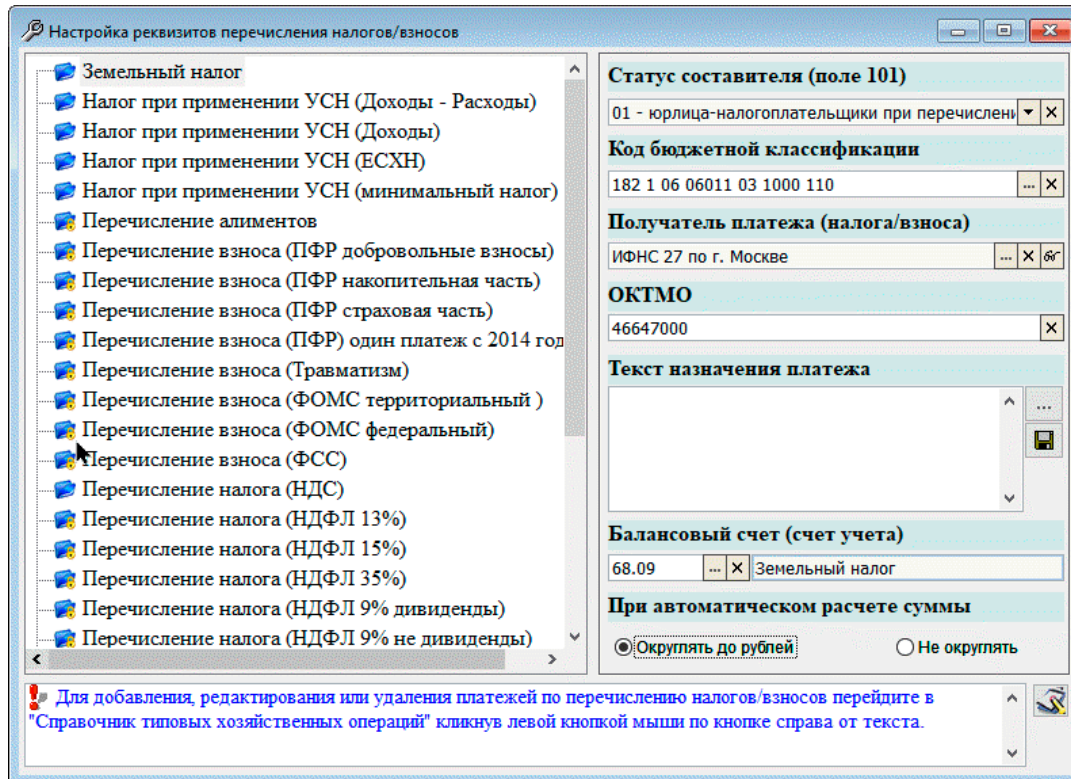 Настройка реквизитов перечисления налогов/взносов
Земельный налог
Налог при применении УСН (Доходы - Расходы)
Налог при применении УСН (Доходы)
Налог при применении УСН (ЕСХН)
Налог при применении УСН (минимальный налог)
Перечисление алиментов
Перечисление взноса (ПФР добровольные взносы)
Перечисление взноса (ПФР накопительная часть)
Перечисление взноса (ПФР страховая часть)
Перечисление взноса (ПФР) один платеж с 2014 год
Перечисление взноса (Травматизм)
Перечисление взноса (ФОМС территориальный )
Перечисление взноса (ФОМС федеральный)
Перечисление взноса (ФСС)
Перечисление налога (НДС)
Перечисление налога (НДФЛ 13%)
Перечисление налога (НДФЛ 15%)
Перечисление налога (НДФЛ 35%)
Перечисление налога (НДФЛ 9% дивиденды)
Перечисление налога (НДФЛ 9% не дивиденды)
Статус составителя (поле 101)
01 - юрлица-налогоплательщики при перечислени
Код бюджетной классификации
182 1 06 06011 03 1000 110
...
Получатель платежа (налога/взноса)
ИФНС 27 по г. Москве
...
ОКТМО
46647000
Текст назначения платежа
...
Балансовый счет (счет учета)
68.09
...
Земельный налог
При автоматическом расчете суммы
Округлять до рублей
Не округлять
Для добавления, редактирования или удаления платежей по перечислению налогов/взносов перейдите в
"Справочник типовых хозяйственных операций" кликнув левой кнопкой мыши по кнопке справа от текста.